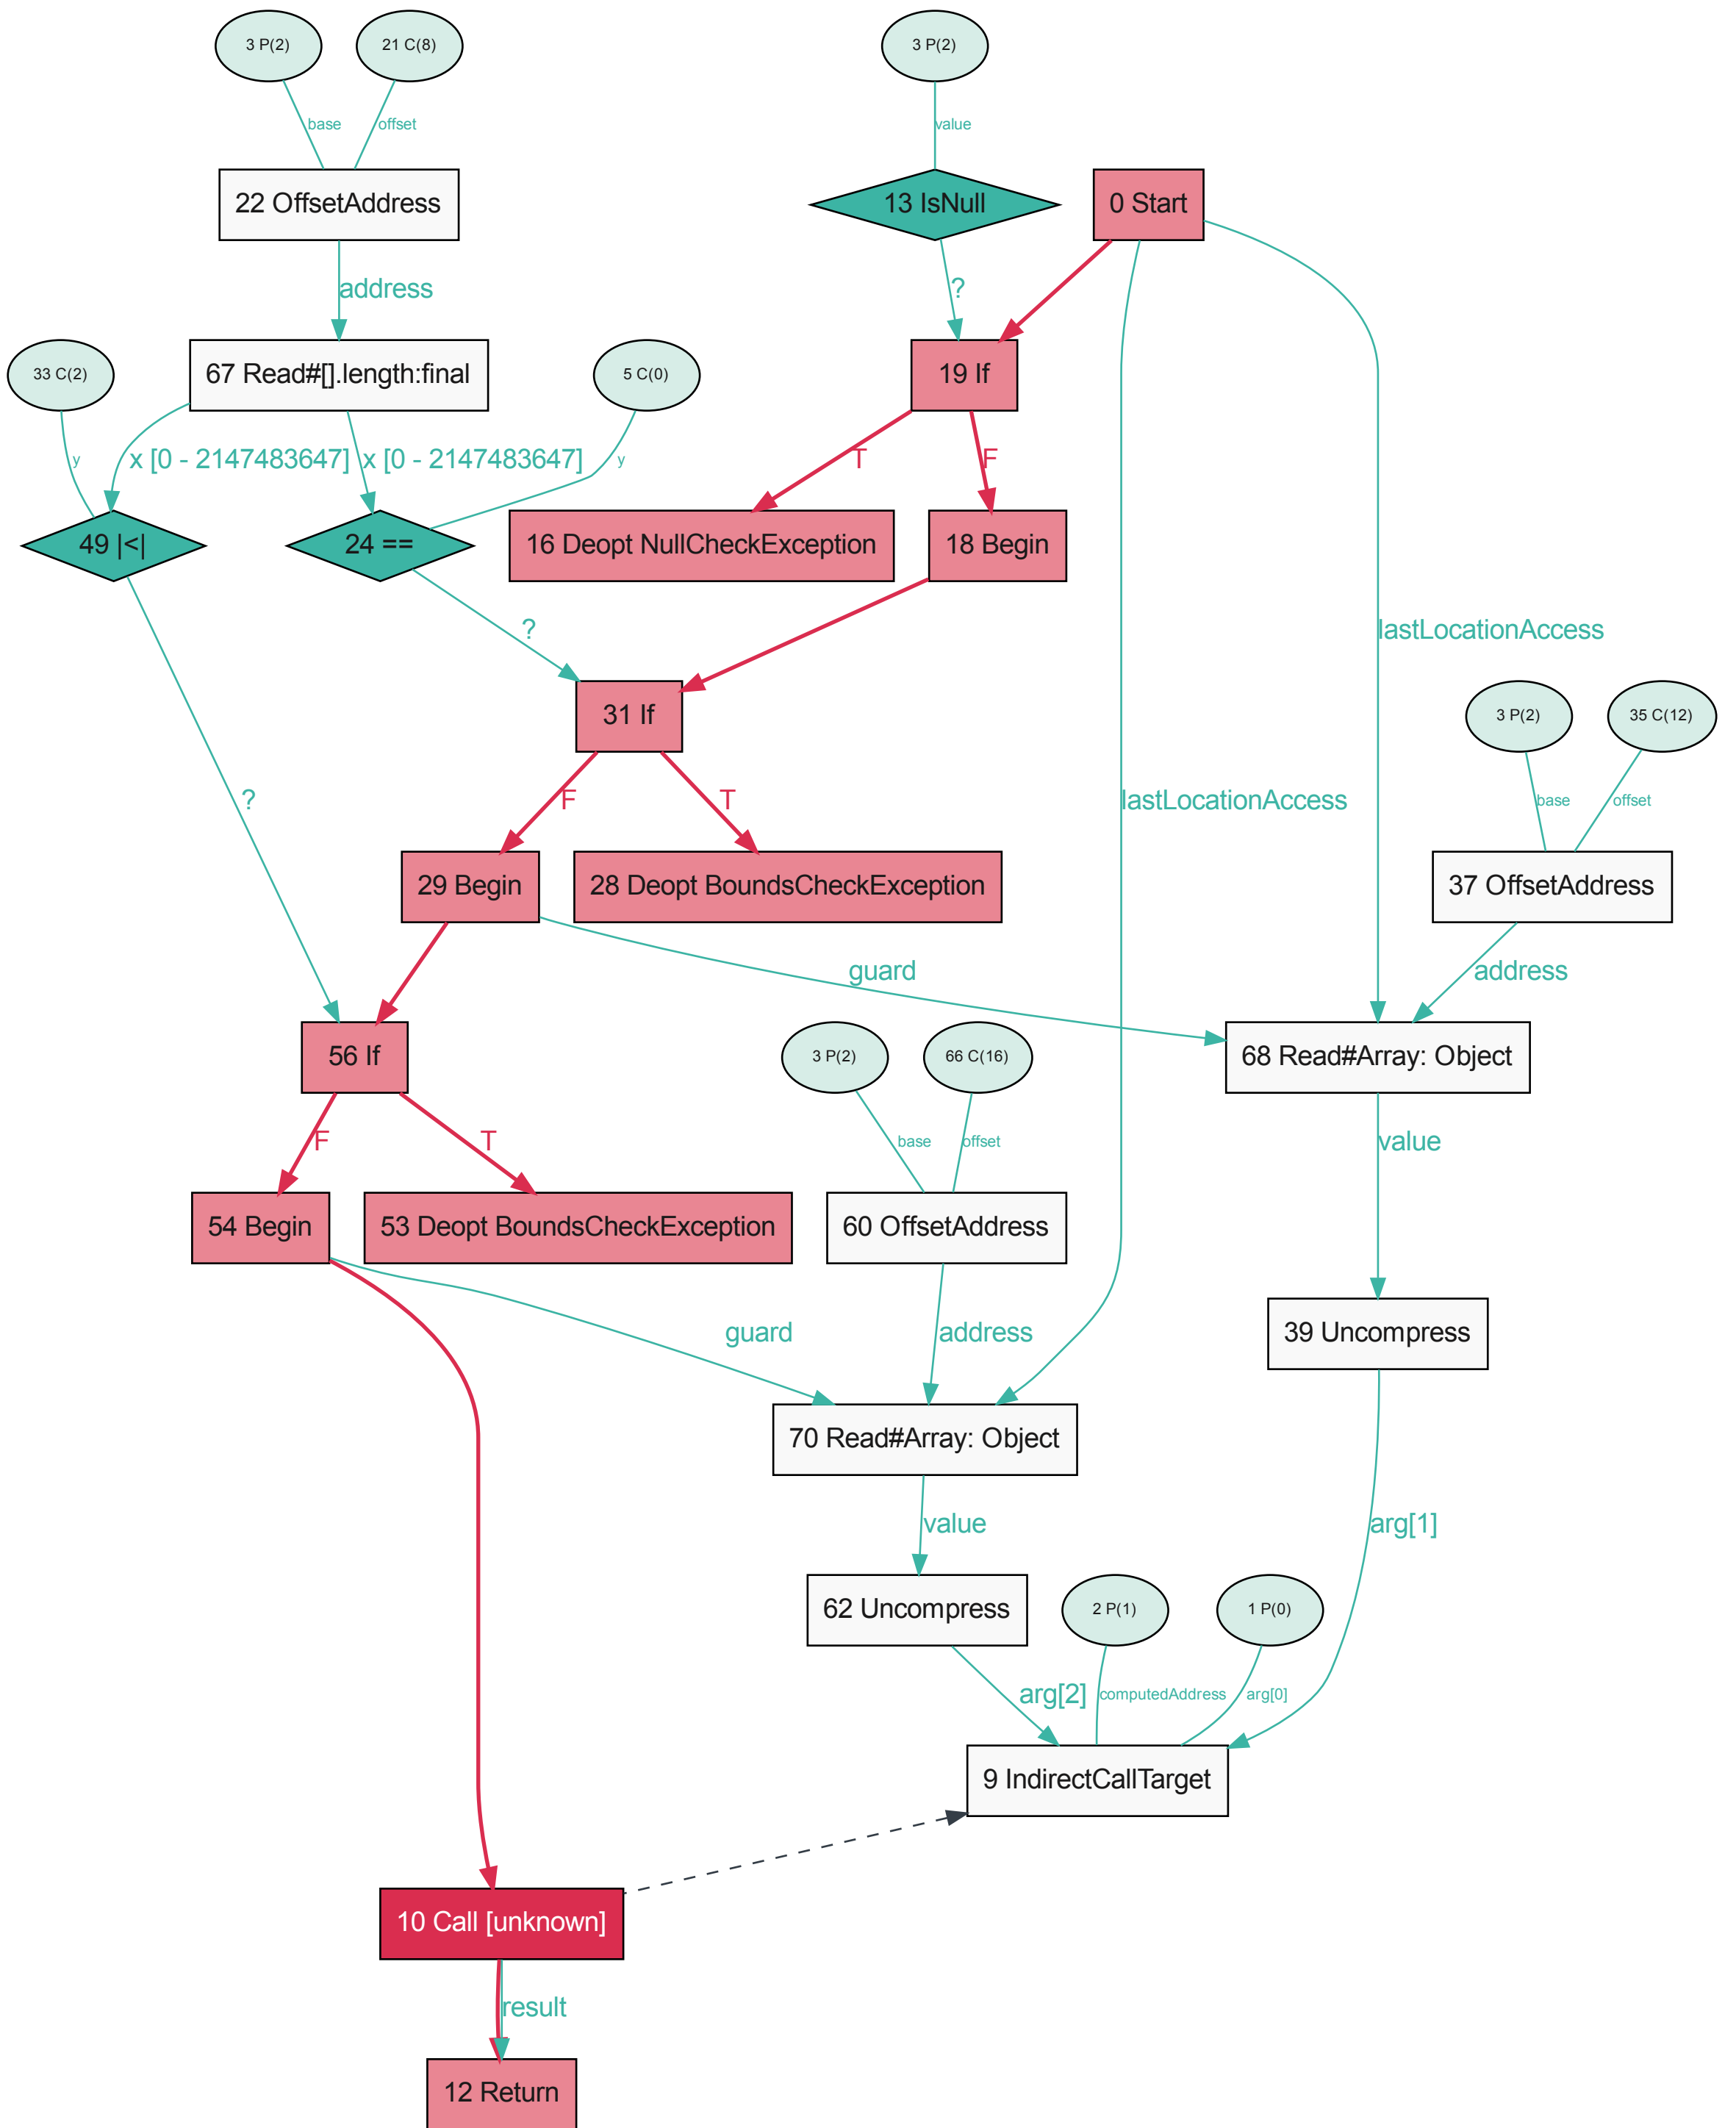 3 P(2)
21 C(8)
3 P(2)
base
offset
value
22 OffsetAddress
13 IsNull
0 Start
address
?
33 C(2)
67 Read#[].length:final
5 C(0)
19 If
y
x [0 - 2147483647]
x [0 - 2147483647]
y
T
F
49 |<|
24 ==
16 Deopt NullCheckException
18 Begin
?
lastLocationAccess
31 If
3 P(2)
35 C(12)
?
F
T
lastLocationAccess
base
offset
29 Begin
28 Deopt BoundsCheckException
37 OffsetAddress
guard
address
56 If
3 P(2)
66 C(16)
68 Read#Array: Object
F
T
base
offset
value
54 Begin
53 Deopt BoundsCheckException
60 OffsetAddress
guard
address
39 Uncompress
70 Read#Array: Object
value
arg[1]
62 Uncompress
2 P(1)
1 P(0)
arg[2]
computedAddress
arg[0]
9 IndirectCallTarget
10 Call [unknown]
result
12 Return